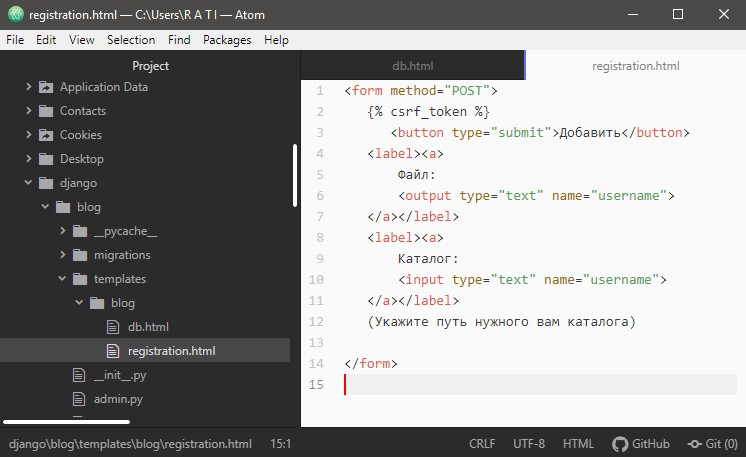 registration.html — C:\Users\R A T I — Atom
File Edit View Selection Find Packages Help
Project
db.html
registration.html
Application Data
Contacts
Cookies
Desktop
django
blog
__pycache__
migrations
templates
blog
db.html
registration.html
__init__.py
admin.py
1 <form method="POST">
2 {% csrf_token %}
3 <button type="submit">Добавить</button>
4 <label><a>
5 Файл:
6 <output type="text" name="username">
7 </a></label>
8 <label><a>
9 Каталог:
10 <input type="text" name="username">
11 </a></label>
12 (Укажите путь нужного вам каталога)
13
14 </form>
15
django\blog\templates\blog\registration.html 15:1 CRLF UTF-8 HTML GitHub Git (0)